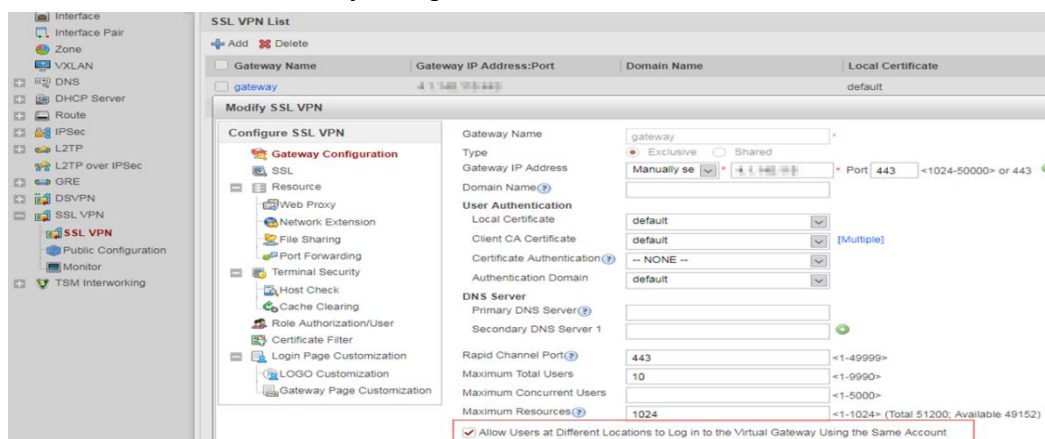 Interface
Interface Pair
Zone
VXLAN
DNS
DHCP Server
Route
IPSec
L2TP
L2TP over IPSec
GRE
DSVPN
SSL VPN
SSL VPN
Public Configuration
Monitor
TSM Interworking
SSL VPN List
Add Delete
Gateway Name Gateway IP Address:Port Domain Name Local Certificate
gateway default
Modify SSL VPN
Configure SSL VPN
Gateway Configuration
SSL
Resource
Web Proxy
Network Extension
File Sharing
Port Forwarding
Terminal Security
Host Check
Cache Clearing
Role Authorization/User
Certificate Filter
Login Page Customization
LOGO Customization
Gateway Page Customization
Gateway Name gateway *
Type Exclusive Shared
Gateway IP Address Manually se * * Port 443 <1024-50000> or 443
Domain Name
User Authentication
Local Certificate default
Client CA Certificate default [Multiple]
Certificate Authentication -- NONE --
Authentication Domain default
DNS Server
Primary DNS Server
Secondary DNS Server 1
Rapid Channel Port 443 <1-49999>
Maximum Total Users 10 <1-9990>
Maximum Concurrent Users <1-5000>
Maximum Resources 1024 <1-1024> (Total 51200; Available 49152)
Allow Users at Different Locations to Log in to the Virtual Gateway Using the Same Account